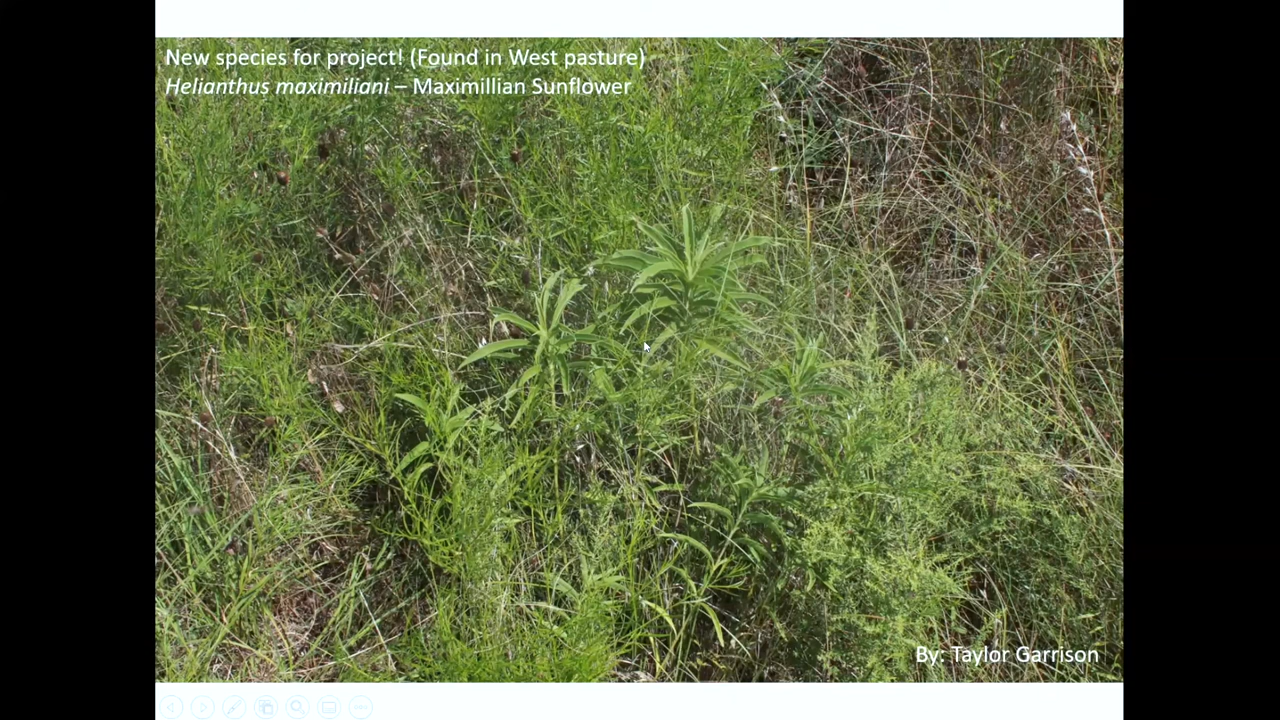 New species for project! (Found in West pasture)
Helianthus maximiliani – Maximillian Sunflower
By: Taylor Garrison